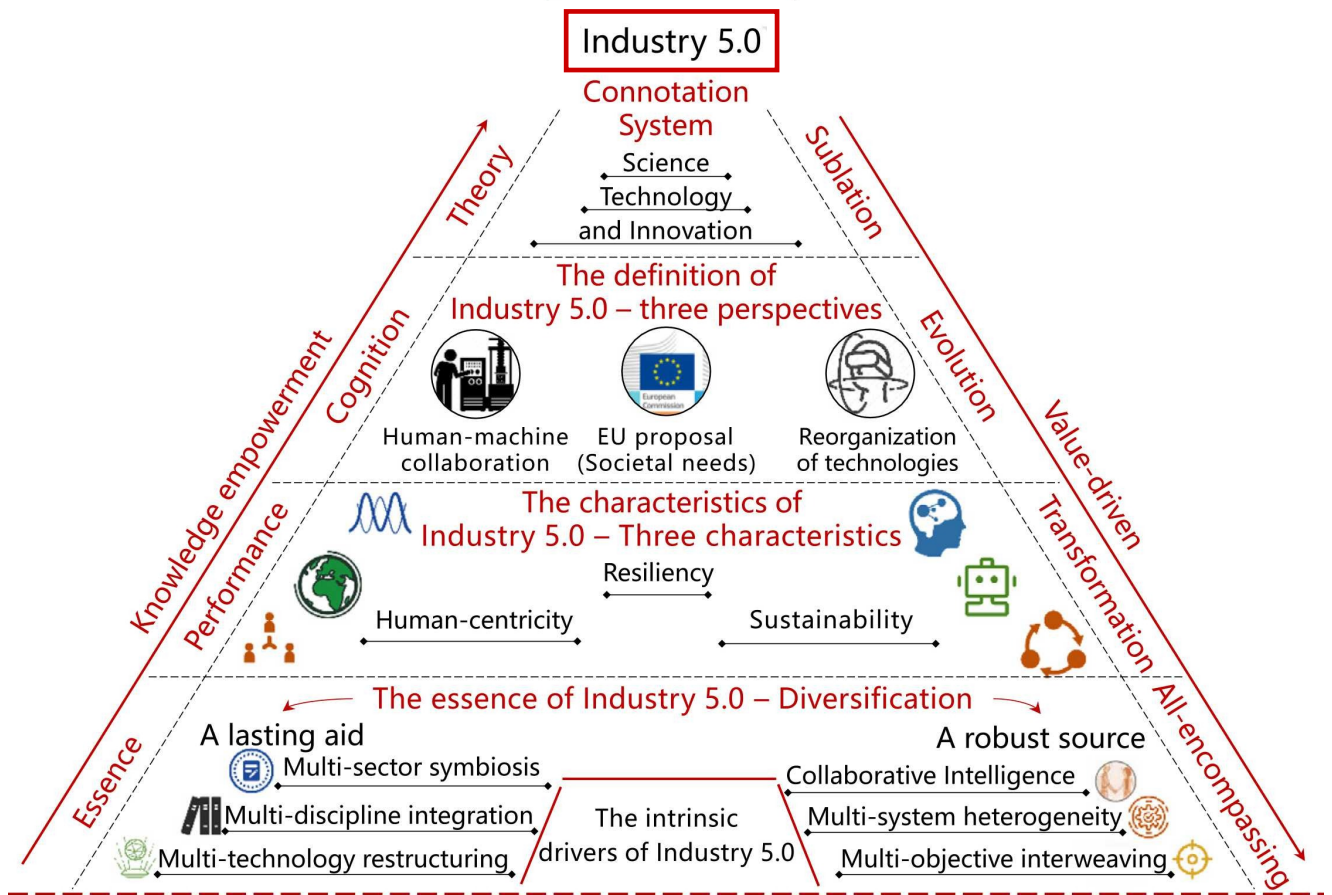 Industry 5.0
Connotation
System
Science
Technology
and Innovation
Theory
Sublation
The definition of
Industry 5.0 – three perspectives
Cognition
Evolution
Knowledge empowerment
Value-driven
European
Commission
Human-machine
collaboration
EU proposal
(Societal needs)
Reorganization
of technologies
The characteristics of
Industry 5.0 – Three characteristics
Performance
Transformation
Resiliency
Human-centricity
Sustainability
The essence of Industry 5.0 – Diversification
Essence
All-encompassing
A lasting aid
Multi-sector symbiosis
Multi-discipline integration
Multi-technology restructuring
The intrinsic
drivers of Industry 5.0
A robust source
Collaborative Intelligence
Multi-system heterogeneity
Multi-objective interweaving